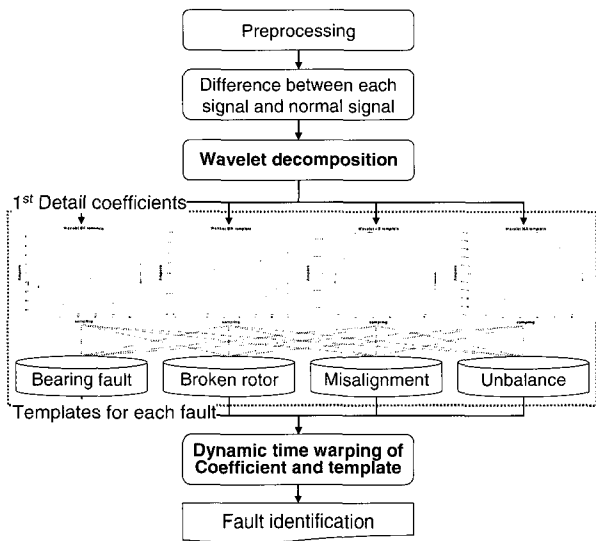 Preprocessing
Difference between each
signal and normal signal
Wavelet decomposition
1st Detail coefficients
Bearing fault
Broken rotor
Misalignment
Unbalance
Templates for each fault
Dynamic time warping of
Coefficient and template
Fault identification